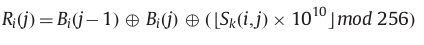 Rᵢ(j) = Bᵢ(j − 1) ⊕ Bᵢ(j) ⊕ (⌊Sₖ(i,j) × 10¹⁰⌋mod 256)